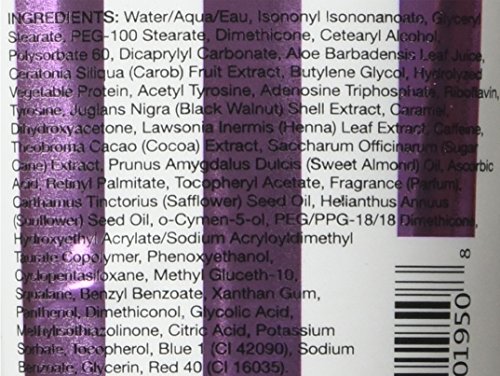 INGREDIENTS: Water/Aqua/Eau, Isononyl Isononanoate, Glyceryl
Stearate, PEG-100 Stearate, Dimethicone, Cetearyl Alcohol,
Polysorbate 60, Dicaprylyl Carbonate, Aloe Barbadensis Leaf Juice,
Ceratonia Siliqua (Carob) Fruit Extract, Butylene Glycol, Hydrolyzed
Vegetable Protein, Acetyl Tyrosine, Adenosine Triphosphate, Riboflavin,
Tyrosine, Juglans Nigra (Black Walnut) Shell Extract, Caramel,
Dihydroxyacetone, Lawsonia Inermis (Henna) Leaf Extract, Caffeine,
Theobroma Cacao (Cocoa) Extract, Saccharum Officinarum (Sugar
Cane) Extract, Prunus Amygdalus Dulcis (Sweet Almond) Oil, Ascorbic
Acid, Retinyl Palmitate, Tocopheryl Acetate, Fragrance (Parfum),
Carthamus Tinctorius (Safflower) Seed Oil, Helianthus Annuus
(Sunflower) Seed Oil, o-Cymen-5-ol, PEG/PPG-18/18 Dimethicone,
Hydroxyethyl Acrylate/Sodium Acryloyldimethyl
Taurate Copolymer, Phenoxyethanol,
Cyclopentasiloxane, Methyl Gluceth-10,
Squalane, Benzyl Benzoate, Xanthan Gum,
Panthenol, Dimethiconol, Glycolic Acid,
Methylisothiazolinone, Citric Acid, Potassium
Sorbate, Tocopherol, Blue 1 (CI 42090), Sodium
Benzoate, Glycerin, Red 40 (CI 16035).
01950 8